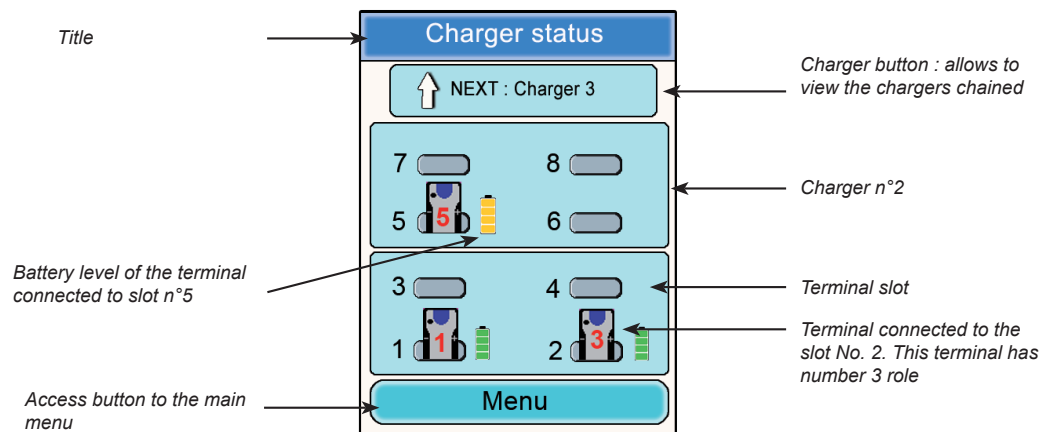 Title
Charger status
NEXT : Charger 3
Charger button : allows to
view the chargers chained
7
8
5
5
6
Charger n°2
Battery level of the terminal
connected to slot n°5
3
4
Terminal slot
1
1
2
3
Terminal connected to the
slot No. 2. This terminal has
number 3 role
Menu
Access button to the main
menu